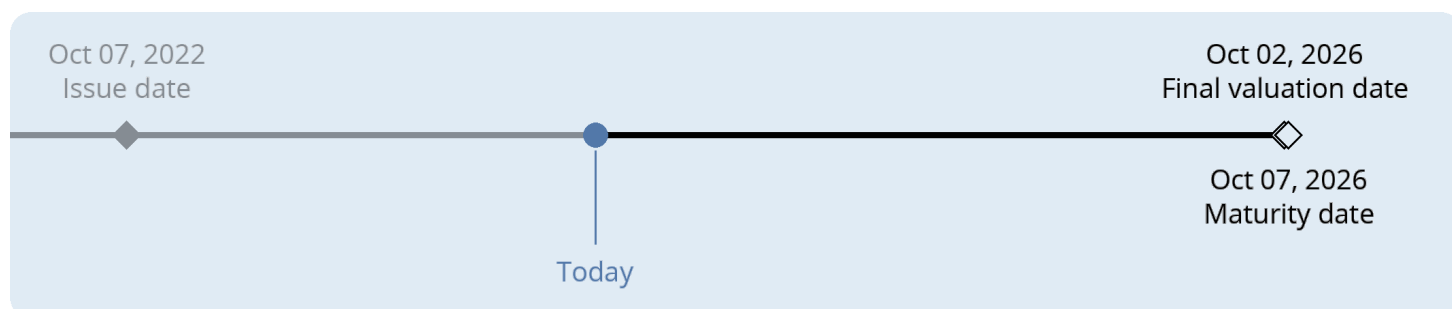 Oct 07, 2022
Issue date
Oct 02, 2026
Final valuation date
Oct 07, 2026
Maturity date
Today